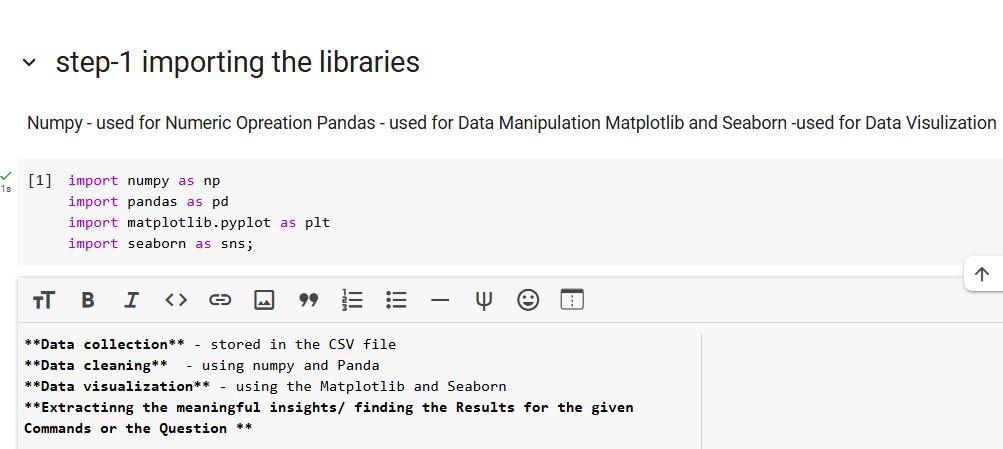 step-1 importing the libraries
Numpy - used for Numeric Opreation Pandas - used for Data Manipulation Matplotlib and Seaborn -used for Data Visulization
1s
[1] import numpy as np
import pandas as pd
import matplotlib.pyplot as plt
import seaborn as sns;
**Data collection** - stored in the CSV file
**Data cleaning**  - using numpy and Panda
**Data visualization** - using the Matplotlib and Seaborn
**Extractinng the meaningful insights/ finding the Results for the given
Commands or the Question **